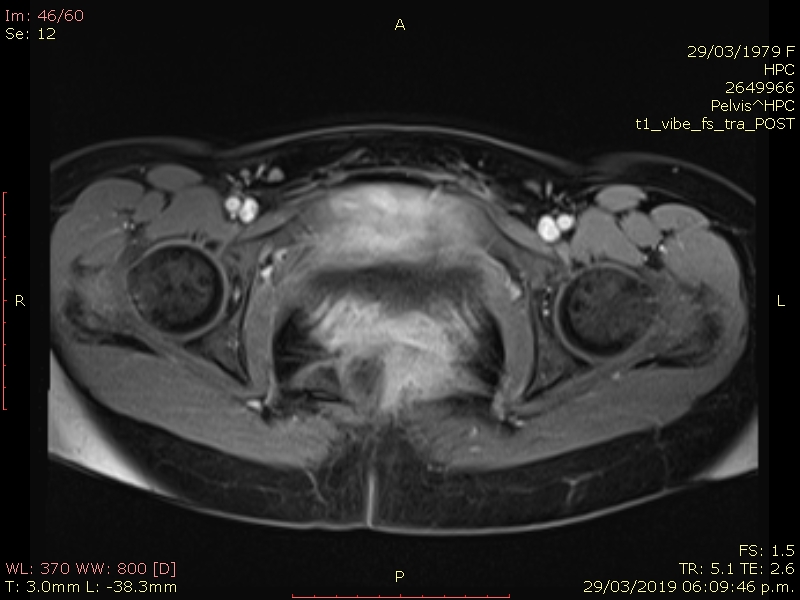 Im: 46/60
Se: 12
A
29/03/1979 F
HPC
2649966
Pelvis^HPC
t1_vibe_fs_tra_POST
R
L
WL: 370 WW: 800 [D]
T: 3.0mm L: -38.3mm
P
FS: 1.5
TR: 5.1 TE: 2.6
29/03/2019 06:09:46 p.m.